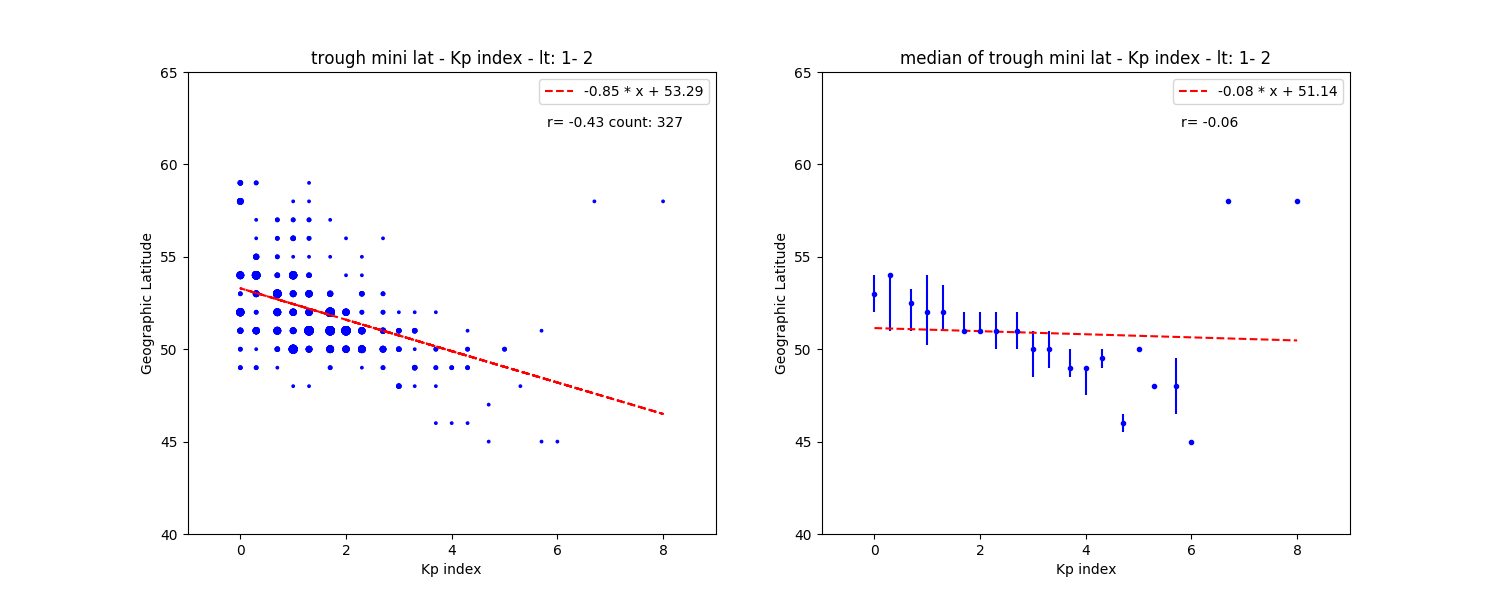 trough mini lat - Kp index - lt: 1- 2
-0.85 * x + 53.29
r= -0.43 count: 327
65
60
55
50
45
40
Geographic Latitude
0 2 4 6 8
Kp index
median of trough mini lat - Kp index - lt: 1- 2
-0.08 * x + 51.14
r= -0.06
65
60
55
50
45
40
Geographic Latitude
0 2 4 6 8
Kp index